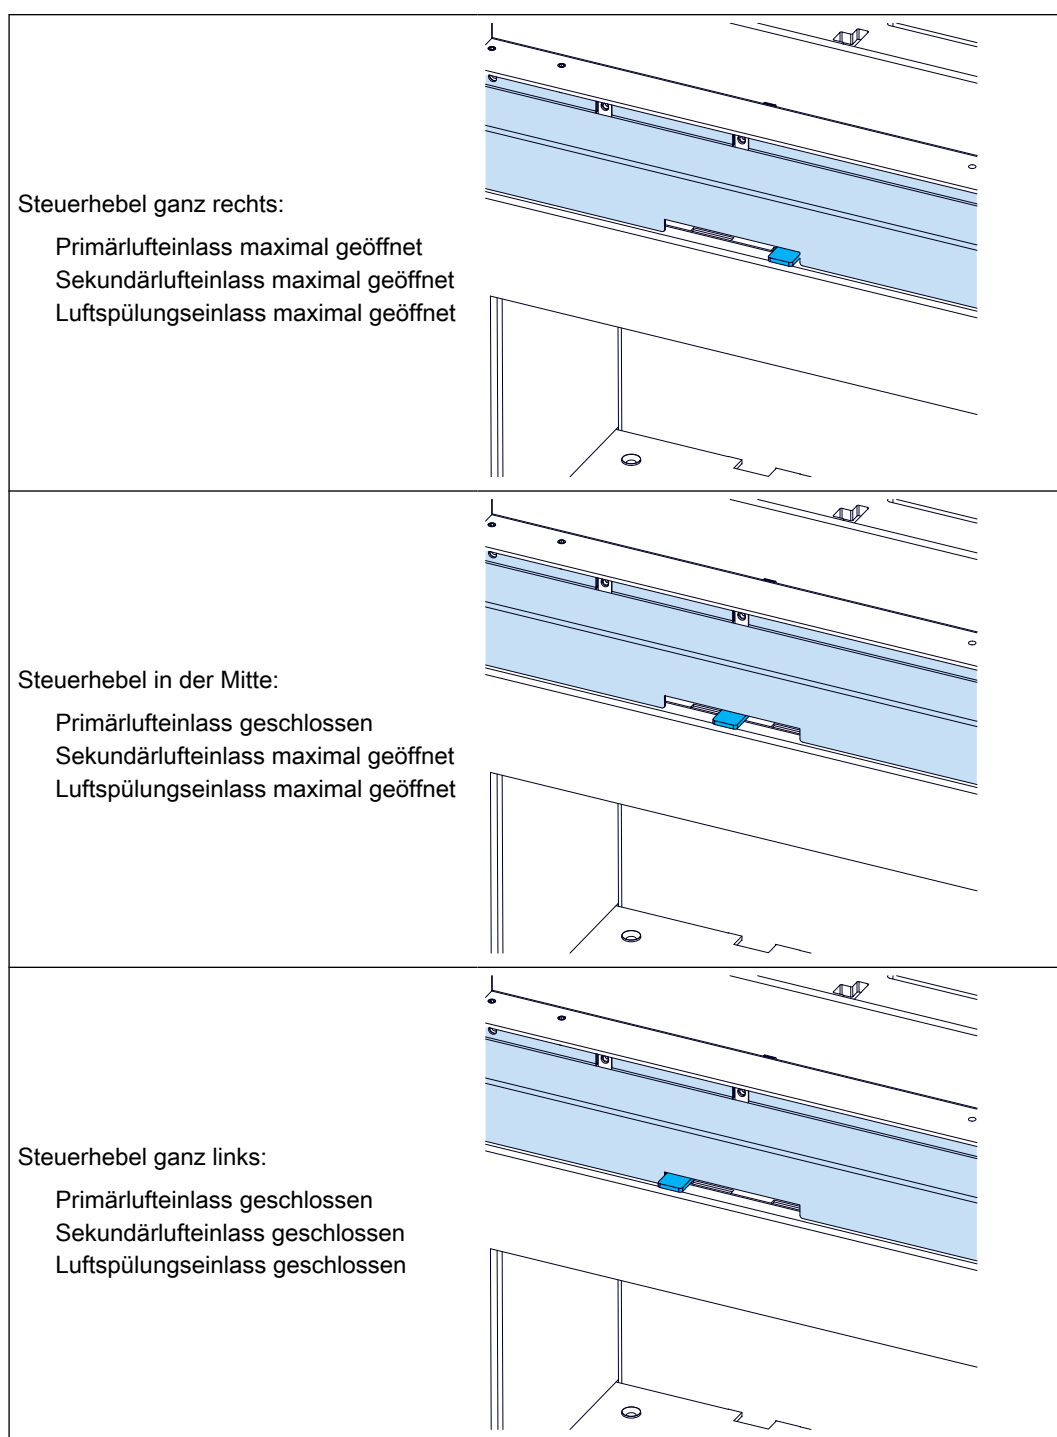 Steuerhebel ganz rechts:
Primärlufteinlass maximal geöffnet
Sekundärlufteinlass maximal geöffnet
Luftspülungseinlass maximal geöffnet
Steuerhebel in der Mitte:
Primärlufteinlass geschlossen
Sekundärlufteinlass maximal geöffnet
Luftspülungseinlass maximal geöffnet
Steuerhebel ganz links:
Primärlufteinlass geschlossen
Sekundärlufteinlass geschlossen
Luftspülungseinlass geschlossen